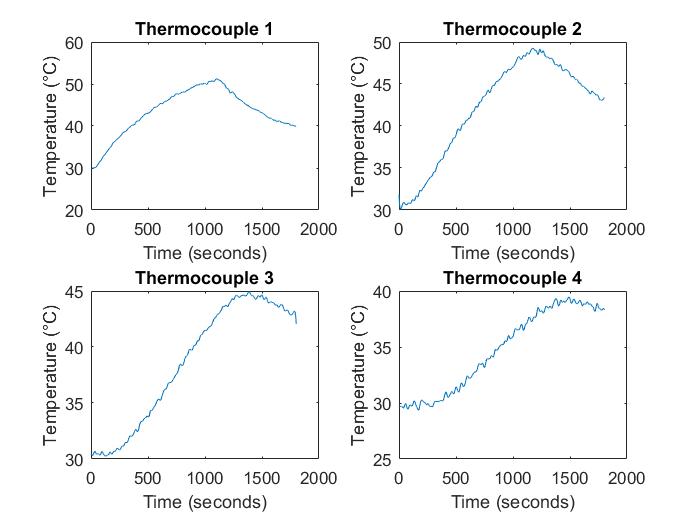 Thermocouple 1
60
50
40
30
20
Temperature (°C)
0 500 1000 1500 2000
Time (seconds)
Thermocouple 2
50
45
40
35
30
Temperature (°C)
0 500 1000 1500 2000
Time (seconds)
Thermocouple 3
45
40
35
30
Temperature (°C)
0 500 1000 1500 2000
Time (seconds)
Thermocouple 4
40
35
30
25
Temperature (°C)
0 500 1000 1500 2000
Time (seconds)